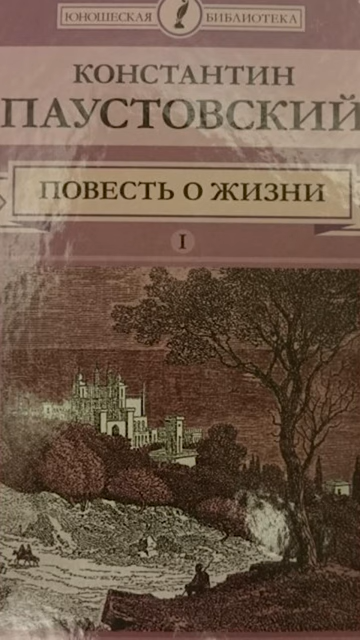 ЮНОШЕСКАЯ БИБЛИОТЕКА
КОНСТАНТИН
ПАУСТОВСКИЙ
ПОВЕСТЬ О ЖИЗНИ
I